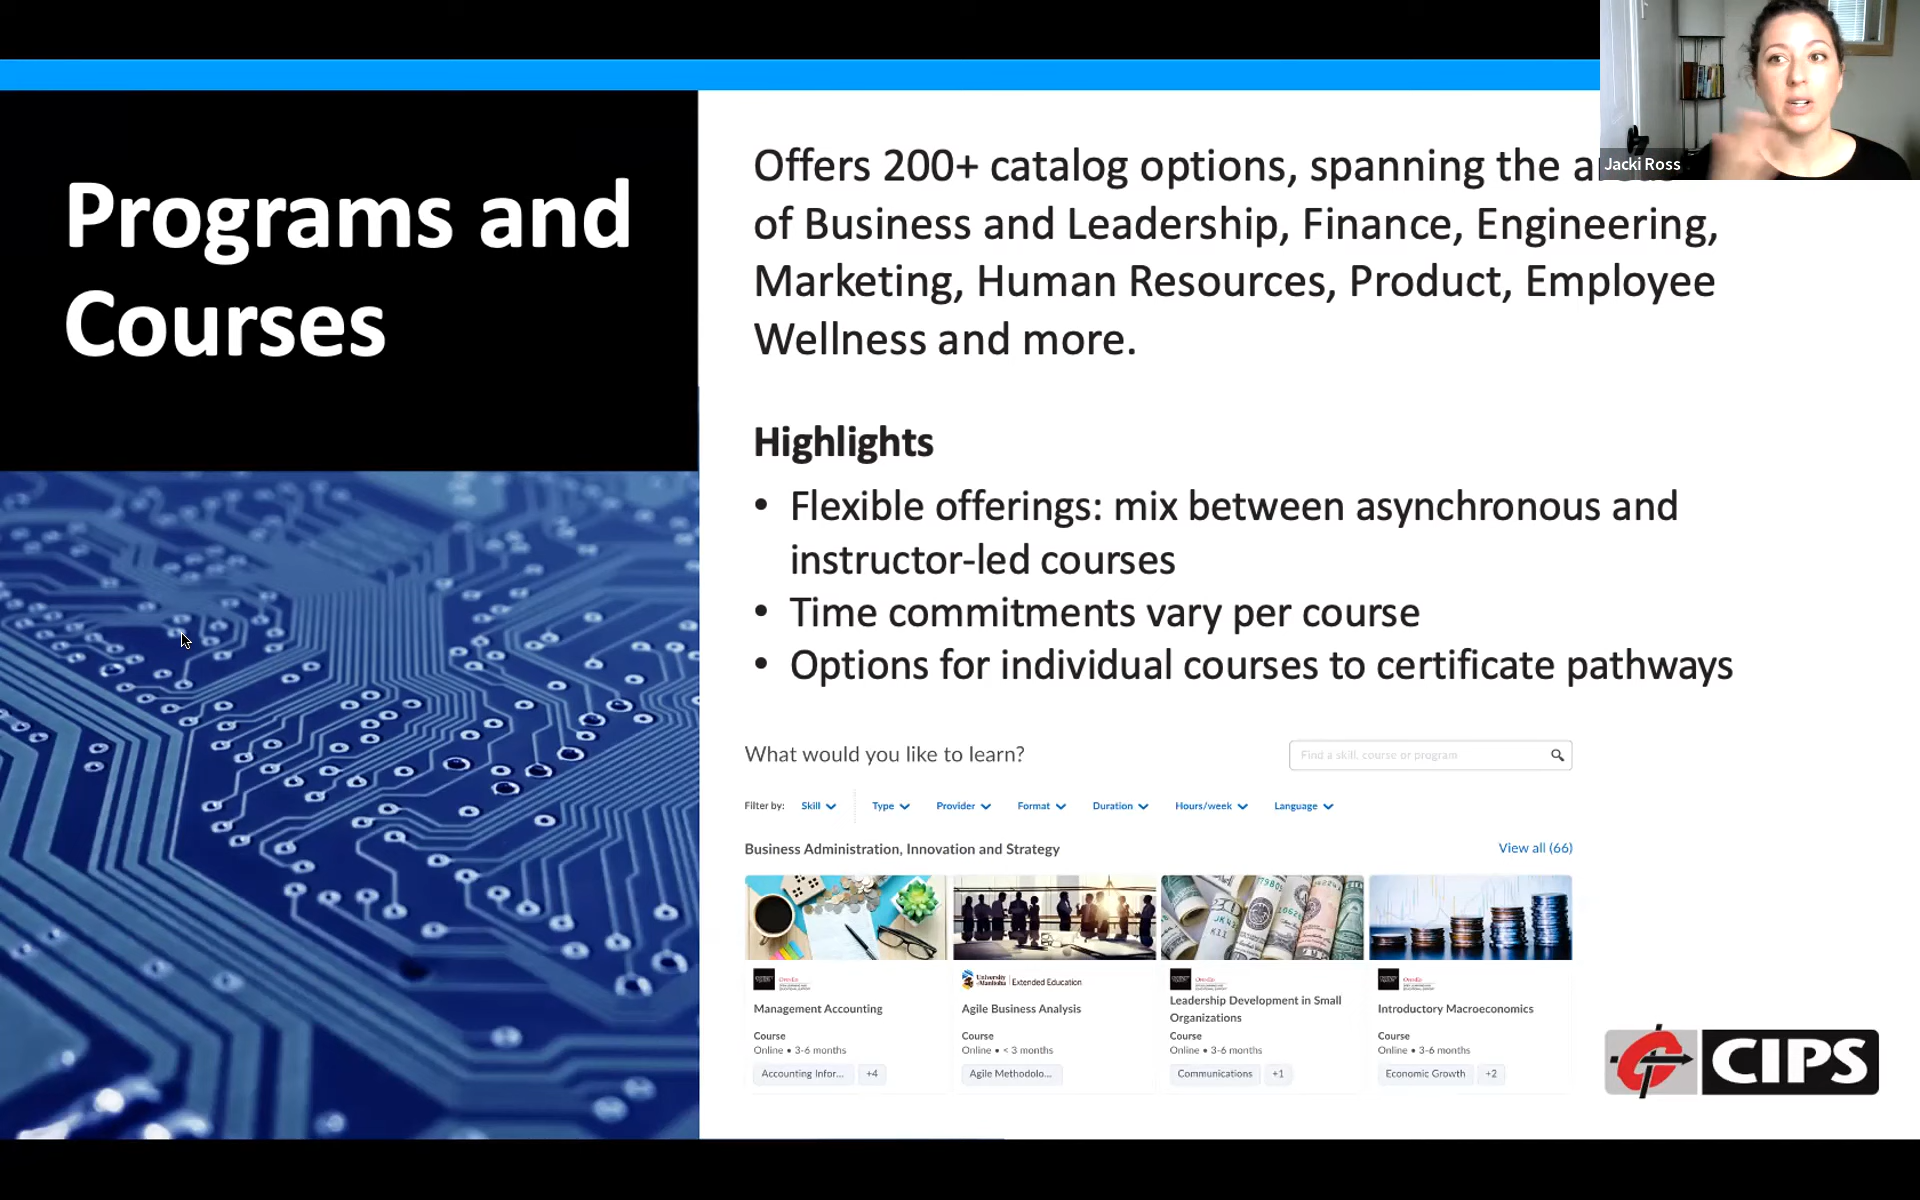 Programs and
Courses
Jacki Ross
Offers 200+ catalog options, spanning the
of Business and Leadership, Finance, Engineering,
Marketing, Human Resources, Product, Employee
Wellness and more.
Highlights
• Flexible offerings: mix between asynchronous and
instructor-led courses
• Time commitments vary per course
• Options for individual courses to certificate pathways
What would you like to learn?
Find a skill, course or program
Filter by: Skill Type Provider Format Duration Hours/week Language
Business Administration, Innovation and Strategy
View all (66)
Management Accounting
Course
Online • 3-6 months
Accounting Infor... +4
University of Manitoba Extended Education
Agile Business Analysis
Course
Online • < 3 months
Agile Methodolo...
Leadership Development in Small
Organizations
Course
Online • 3-6 months
Communications +1
Introductory Macroeconomics
Course
Online • 3-6 months
Economic Growth +2
CIPS